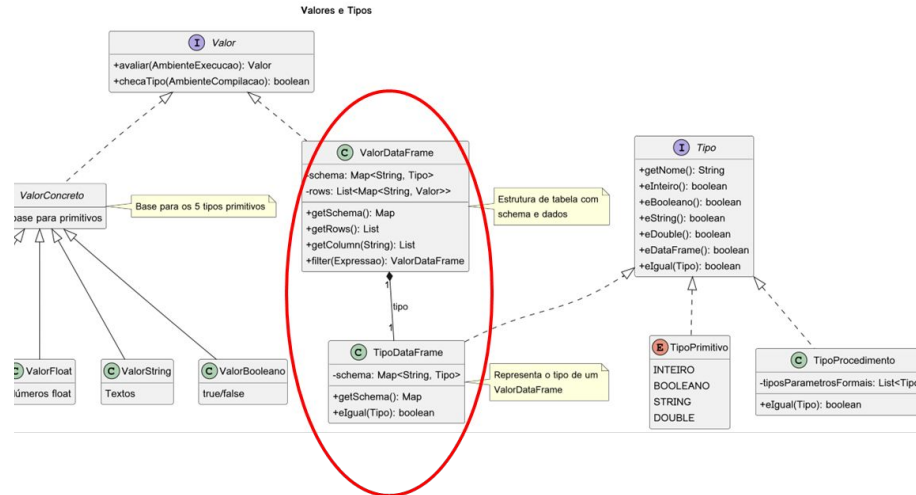 Valores e Tipos
I Valor
+avaliar(AmbienteExecucao): Valor
+checaTipo(AmbienteCompilacao): boolean
C ValorDataFrame
-schema: Map<String, Tipo>
-rows: List<Map<String, Valor>>
+getSchema(): Map
+getRows(): List
+getColumn(String): List
+filter(Expressao): ValorDataFrame
Estrutura de tabela com
schema e dados
I Tipo
+getNome(): String
+eInteiro(): boolean
+eBooleano(): boolean
+eString(): boolean
+eDouble(): boolean
+eDataFrame(): boolean
+eIgual(Tipo): boolean
ValorConcreto
base para primitivos
Base para os 5 tipos primitivos
1
tipo
1
C ValorFloat
Números float
C ValorString
Textos
C ValorBooleano
true/false
C TipoDataFrame
-schema: Map<String, Tipo>
+getSchema(): Map
+eIgual(Tipo): boolean
Representa o tipo de um
ValorDataFrame
E TipoPrimitivo
INTEIRO
BOOLEANO
STRING
DOUBLE
C TipoProcedimento
-tiposParametrosFormais: List<Tipo
+eIgual(Tipo): boolean